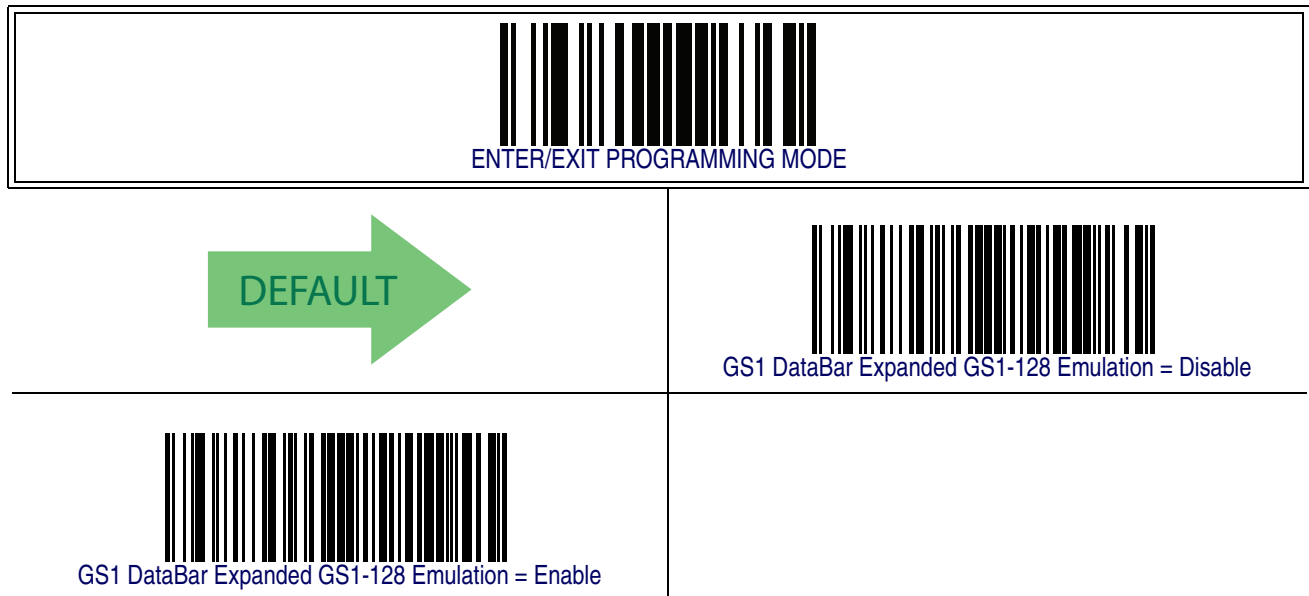 ENTER/EXIT PROGRAMMING MODE
DEFAULT
GS1 DataBar Expanded GS1-128 Emulation = Disable
GS1 DataBar Expanded GS1-128 Emulation = Enable